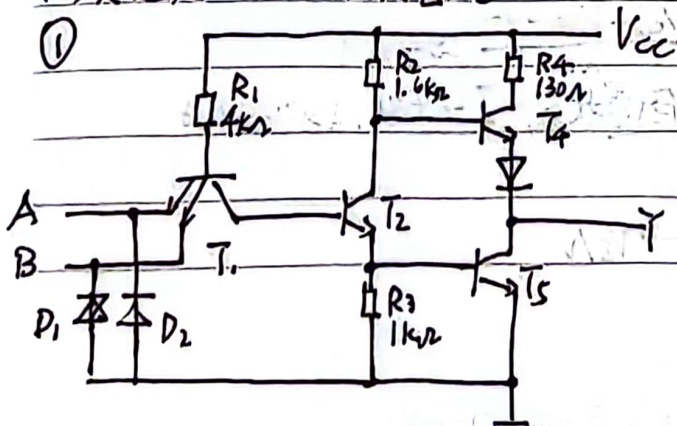 ①
Vcc
R1
4kΩ
R2
1.6kΩ
R4
130Ω
T4
A
T2
Y
B
T1
T5
D1
D2
R3
1kΩ